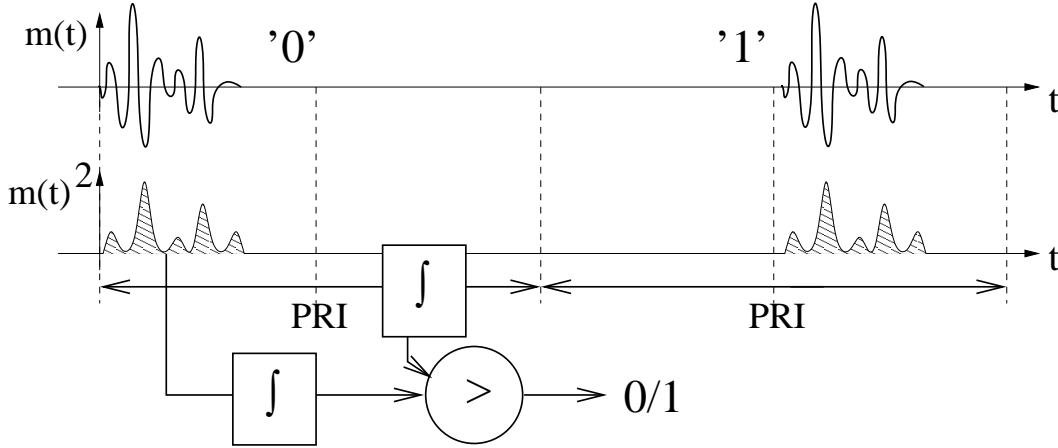 m(t) '0' '1' t
m(t)² t
∫
PRI PRI
∫ > 0/1